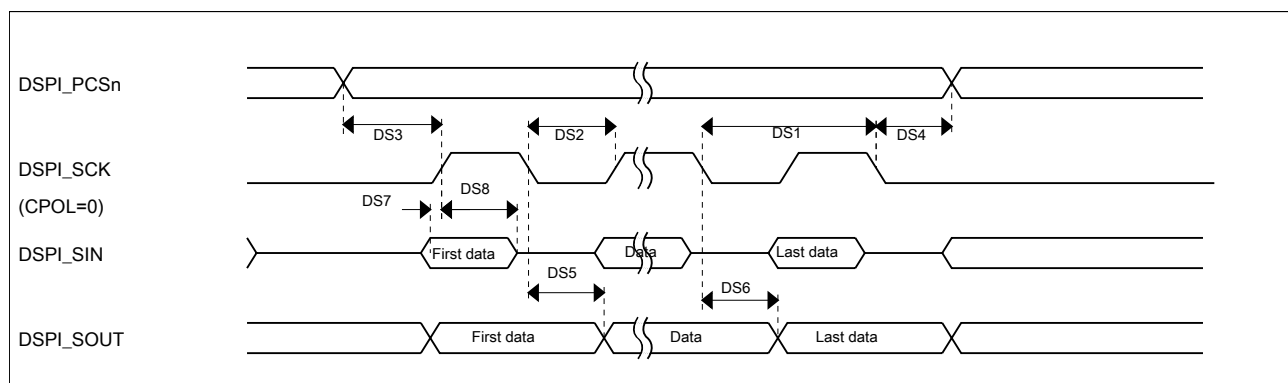 DSPI_PCSn
DS3
DS2
DS1
DS4
DSPI_SCK
(CPOL=0)
DS7
DS8
DSPI_SIN
First data
Data
Last data
DS5
DS6
DSPI_SOUT
First data
Data
Last data